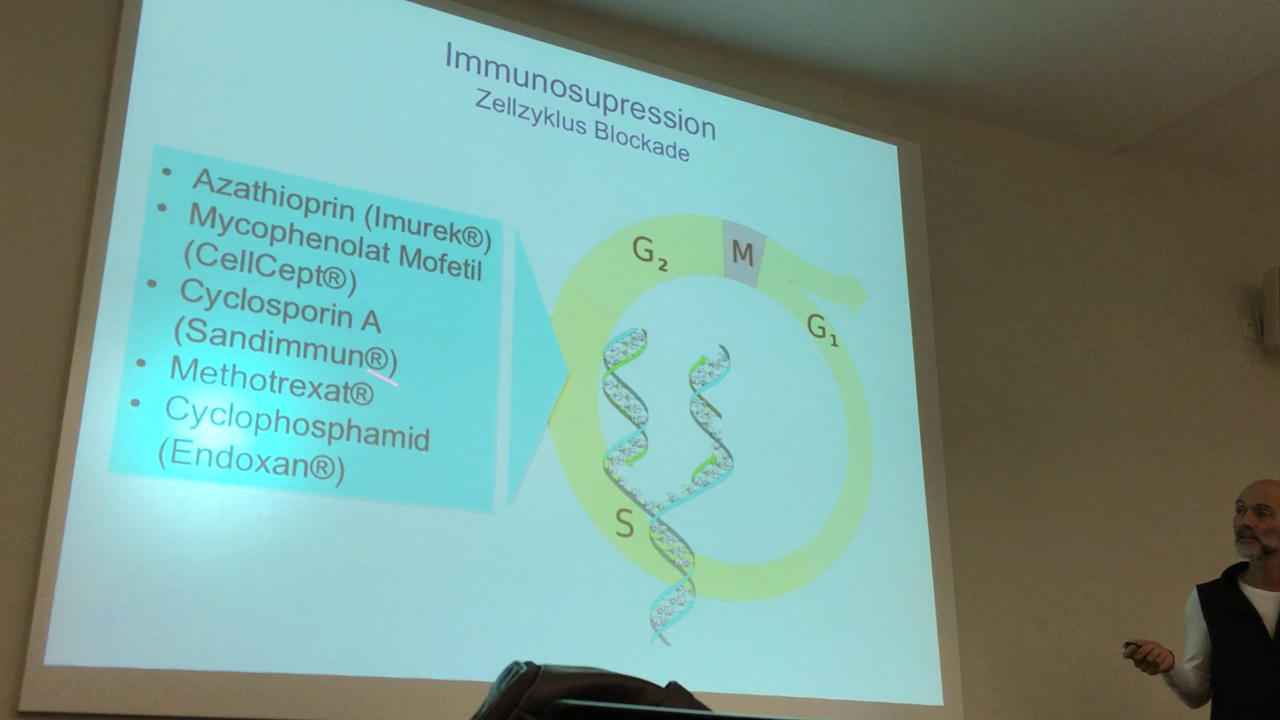 Immunosupression
Zellzyklus Blockade
• Azathioprin (Imurek®)
• Mycophenolat Mofetil
(CellCept®)
• Cyclosporin A
(Sandimmun®)
• Methotrexat®
• Cyclophosphamid
(Endoxan®)
G₂
M
G₁
S